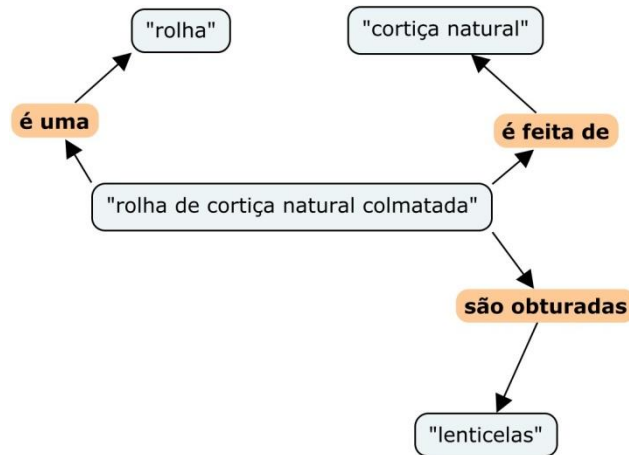 "rolha"
"cortiça natural"
é uma
é feita de
"rolha de cortiça natural colmatada"
são obturadas
"lenticelas"